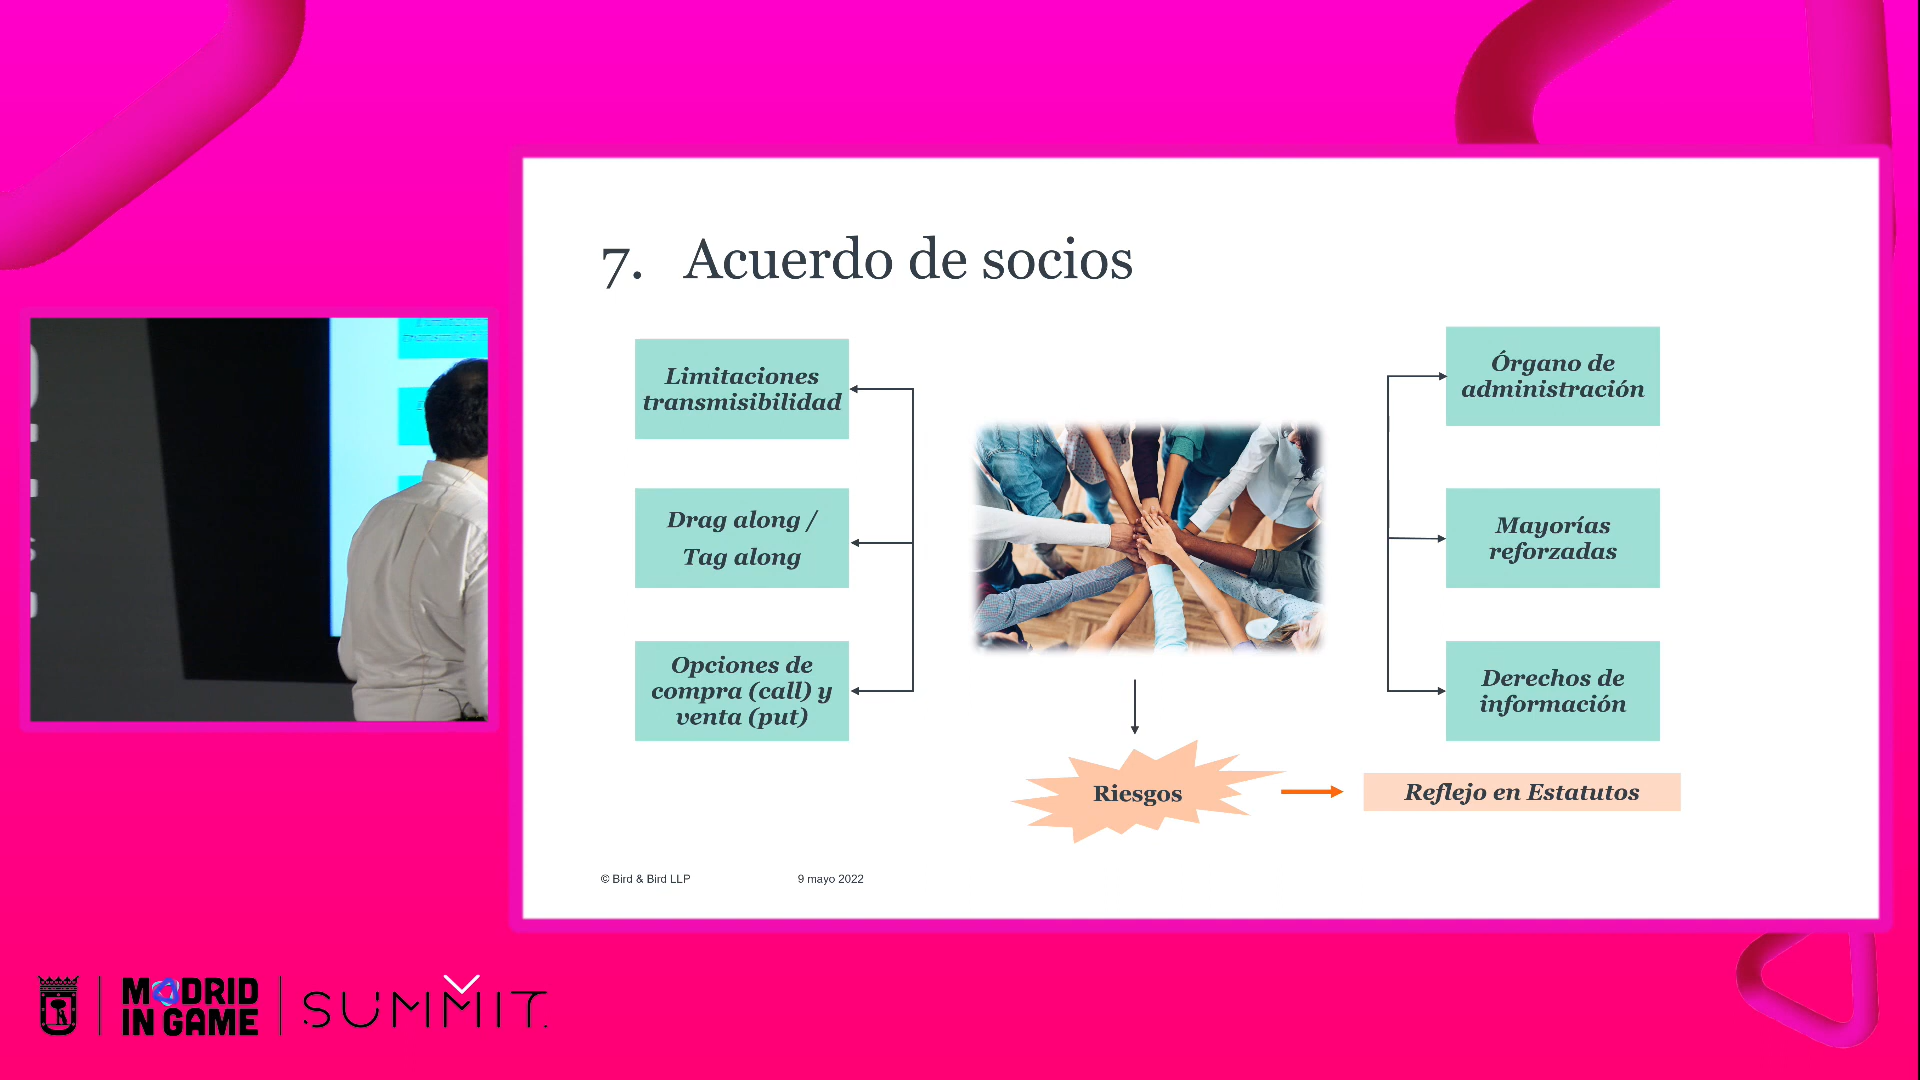 7. Acuerdo de socios
Limitaciones
transmisibilidad
Drag along /
Tag along
Opciones de
compra (call) y
venta (put)
Órgano de
administración
Mayorías
reforzadas
Derechos de
información
Riesgos
Reflejo en Estatutos
© Bird & Bird LLP
9 mayo 2022
MADRID
IN GAME
SUMMIT.